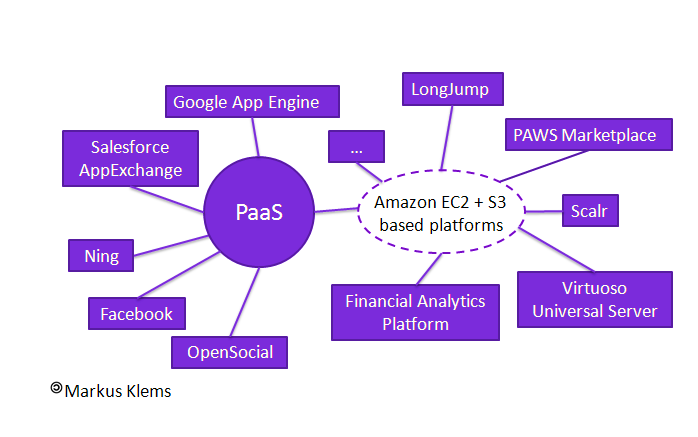 LongJump
Google App Engine
PAWS Marketplace
...
Salesforce
AppExchange
PaaS
Amazon EC2 + S3
based platforms
Scalr
Ning
Virtuoso
Universal Server
Financial Analytics
Platform
Facebook
OpenSocial
Markus Klems